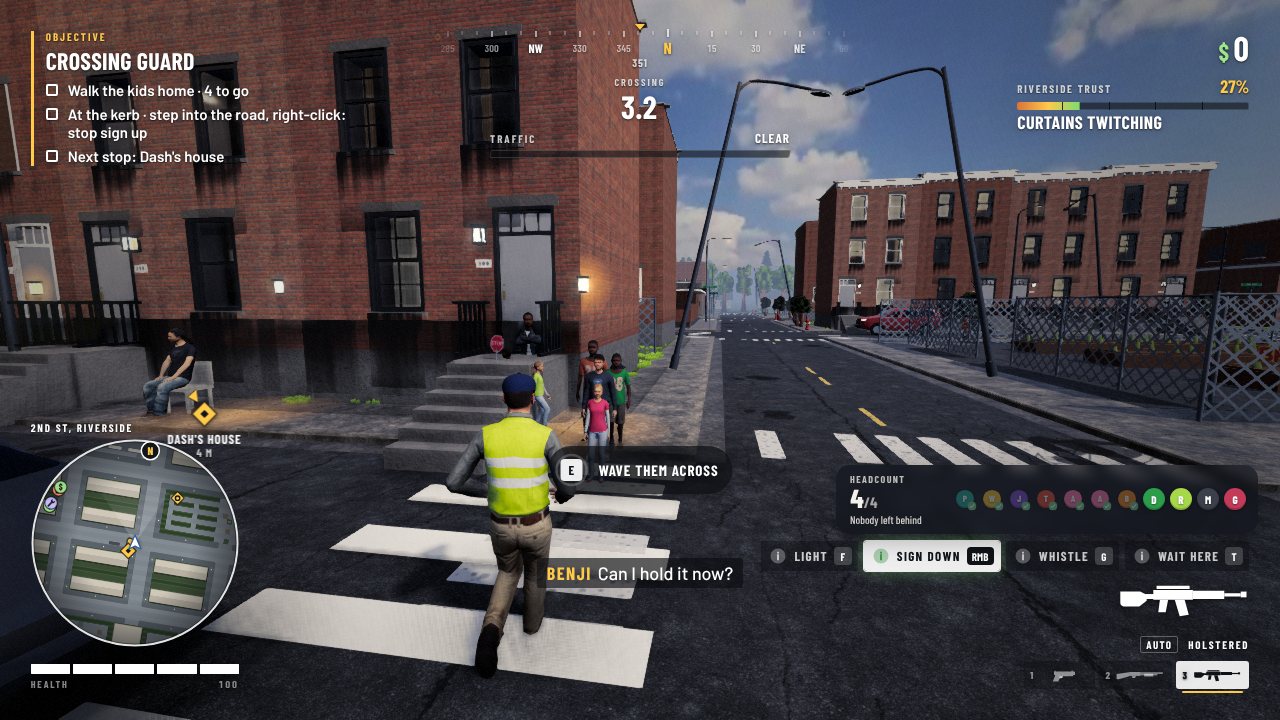 OBJECTIVE
CROSSING GUARD
Walk the kids home · 4 to go
At the kerb · step into the road, right-click:
stop sign up
Next stop: Dash's house
285 300 NW 330 345 N 15 30 NE 60
351
CROSSING
3.2
TRAFFIC CLEAR
$0
RIVERSIDE TRUST 27%
CURTAINS TWITCHING
STOP
DASH'S HOUSE
4 M
2ND ST, RIVERSIDE
N
$
HEALTH 100
E WAVE THEM ACROSS
BENJI Can I hold it now?
HEADCOUNT
4/4
P W J T A A B D R M G
Nobody left behind
LIGHT F
SIGN DOWN RMB
WHISTLE G
WAIT HERE T
AUTO HOLSTERED
1 2 3